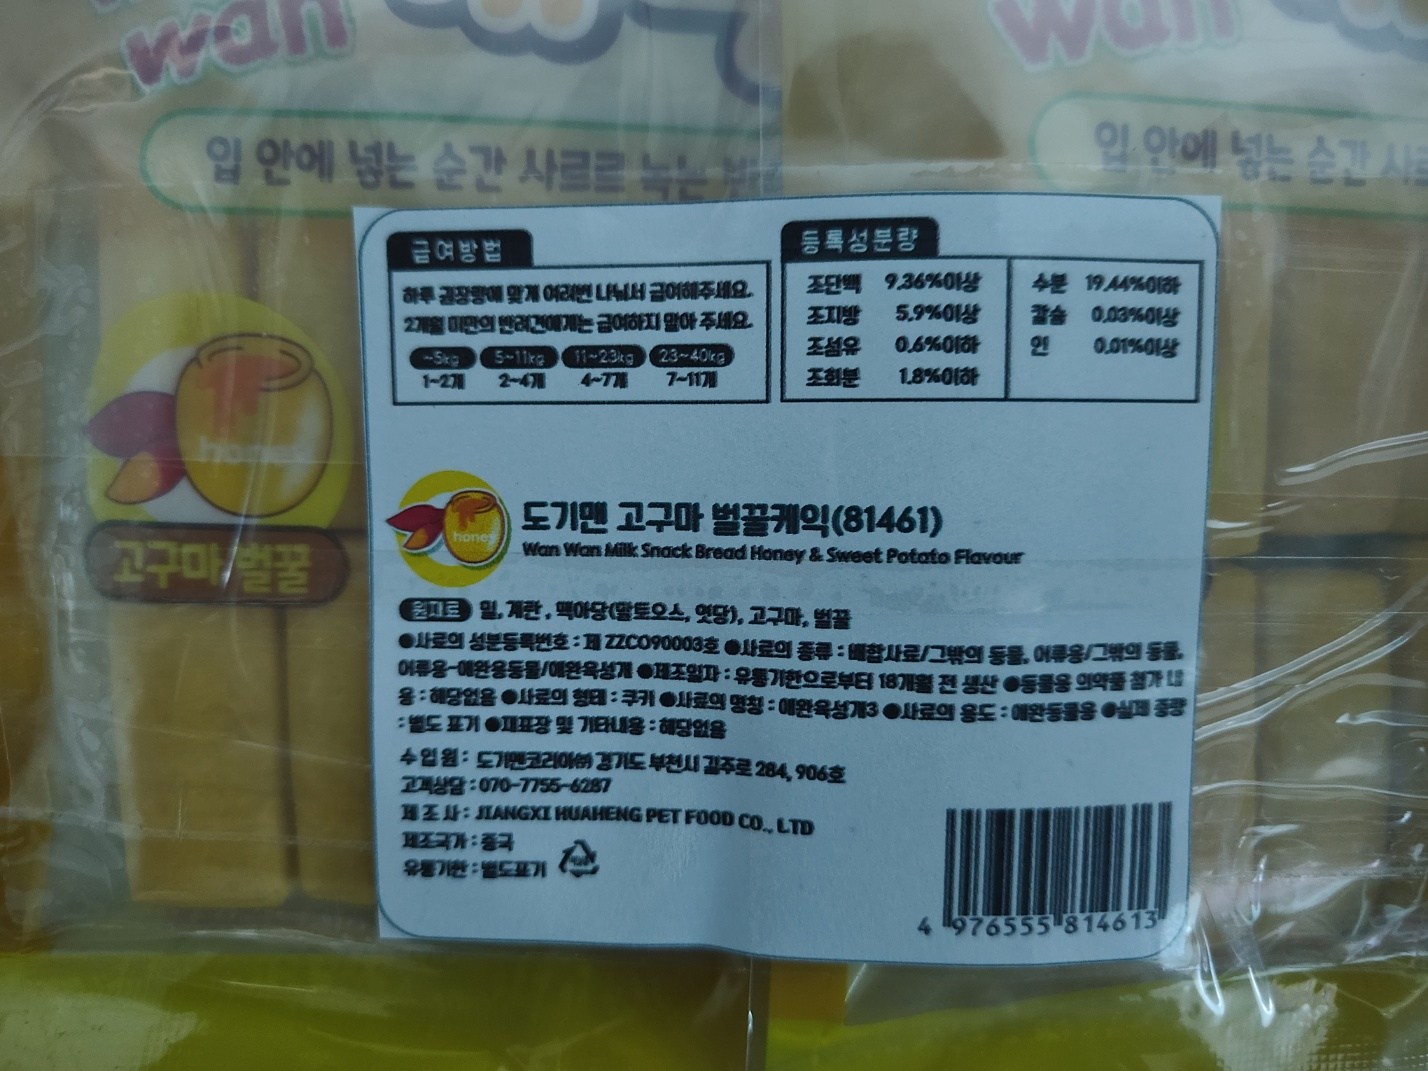 wan
wan
입 안에 넣는 순간 사르르 녹는
입 안에 넣는 순간 사르
honey
고구마 벌꿀
급여방법
하루 권장량에 맞게 여러번 나눠서 급여해주세요.
2개월 미만의 반려견에게는 급여하지 말아 주세요.
~5kg 5~11kg 11~23kg 23~40kg
1~2개 2~4개 4~7개 7~11개
등록성분량
조단백 9.36%이상 수분 19.44%이하
조지방 5.9%이상 칼슘 0.03%이상
조섬유 0.6%이하 인 0.01%이상
조회분 1.8%이하
honey
도기맨 고구마 벌꿀케익(81461)
Wan Wan Milk Snack Bread Honey & Sweet Potato Flavour
원재료 밀, 계란, 맥아당(말토오스, 엿당), 고구마, 벌꿀
●사료의 성분등록번호 : 제 ZZCO90003호 ●사료의 종류 : 배합사료/그밖의 동물, 어류용/그밖의 동물,
어류용-애완용동물/애완육성개 ●제조일자 : 유통기한으로부터 18개월 전 생산 ●동물용 의약품 첨가 내
용 : 해당없음 ●사료의 형태 : 쿠키 ●사료의 명칭 : 애완육성개3 ●사료의 용도 : 애완동물용 ●실제 중량
: 별도 표기 ●재포장 및 기타내용 : 해당없음
수입원 : 도기맨코리아㈜ 경기도 부천시 길주로 284, 906호
고객상담 : 070-7755-6287
제조사 : JIANGXI HUAHENG PET FOOD CO., LTD
제조국가 : 중국
유통기한 : 별도표기
4 976555 814613